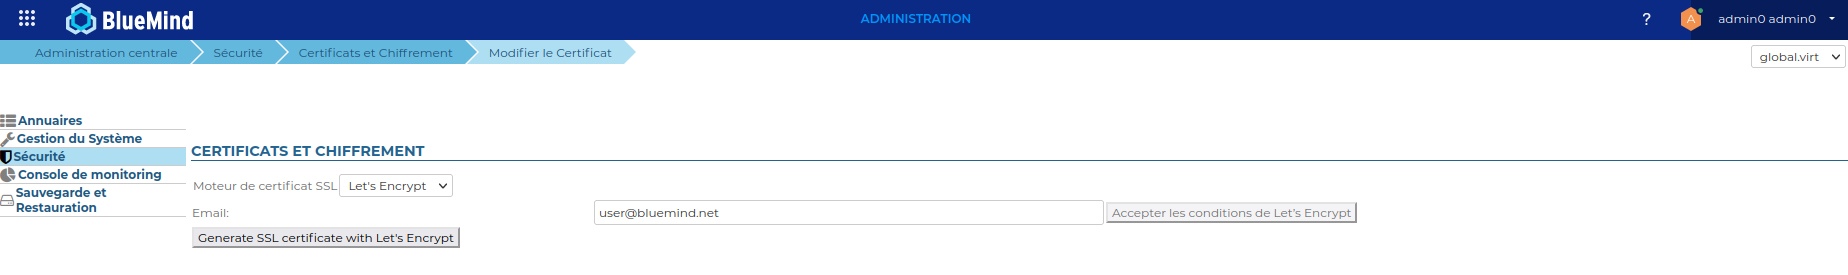 BlueMind
ADMINISTRATION
?
A
admin0 admin0
Administration centrale
Sécurité
Certificats et Chiffrement
Modifier le Certificat
global.virt
Annuaires
Gestion du Système
Sécurité
Console de monitoring
Sauvegarde et
Restauration
CERTIFICATS ET CHIFFREMENT
Moteur de certificat SSL Let's Encrypt
Email: user@bluemind.net Accepter les conditions de Let's Encrypt
Generate SSL certificate with Let's Encrypt